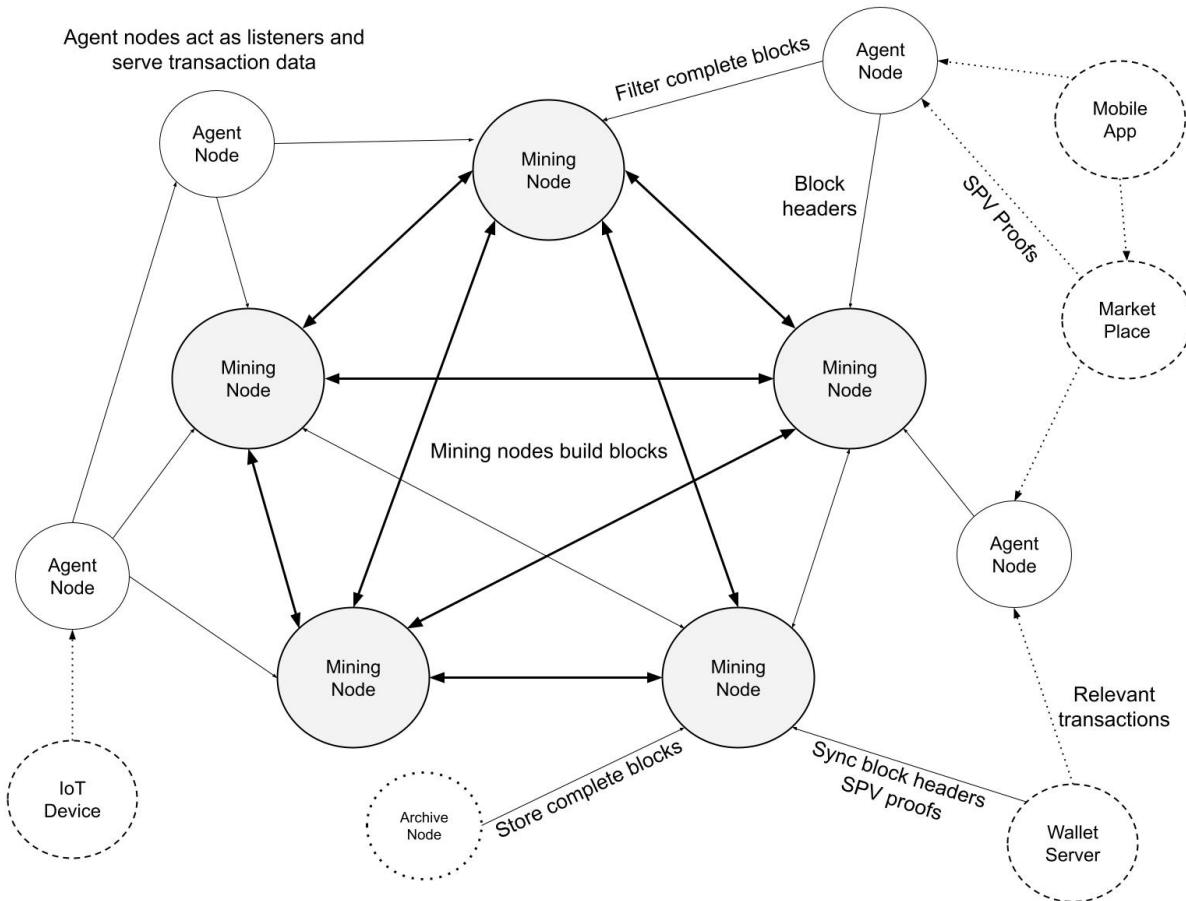 Agent nodes act as listeners and
serve transaction data
Filter complete blocks
Agent
Node
Mobile
App
Agent
Node
Mining
Node
Block
headers
SPV Proofs
Market
Place
Mining
Node
Mining
Node
Mining nodes build blocks
Agent
Node
Agent
Node
Mining
Node
Mining
Node
Relevant
transactions
IoT
Device
Archive
Node
Store complete blocks
Sync block headers
SPV proofs
Wallet
Server